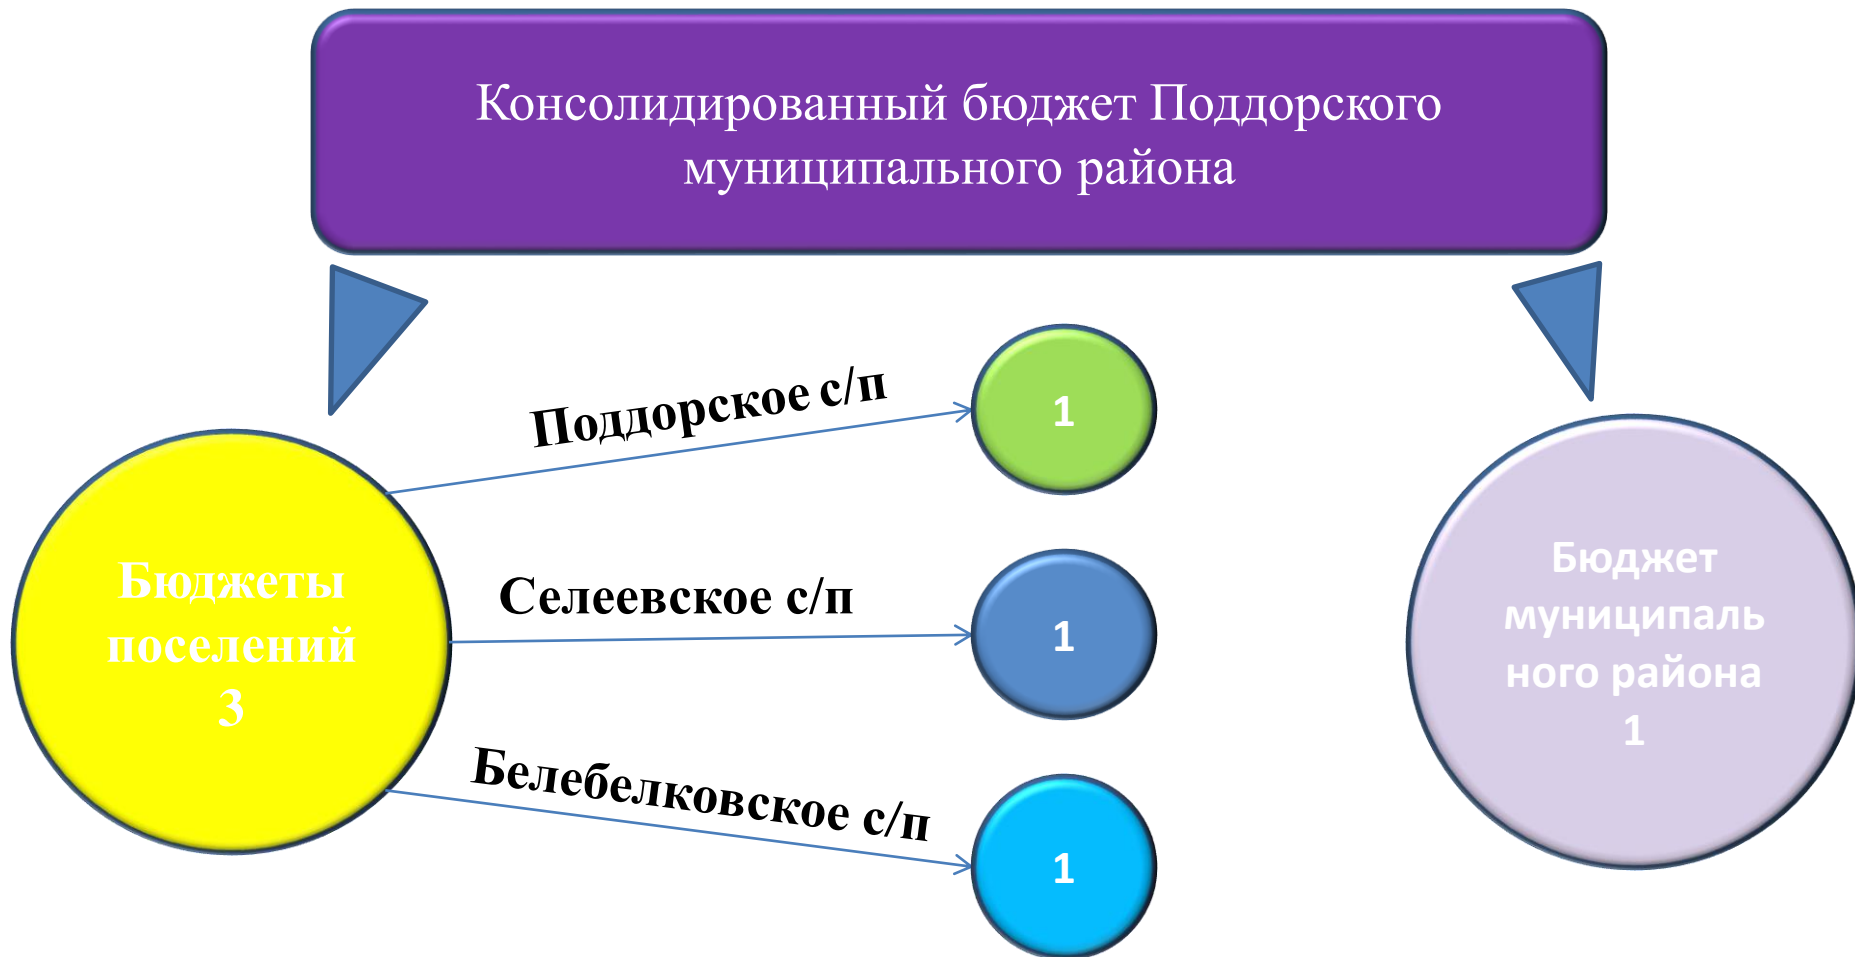 Консолидированный бюджет Поддорского
муниципального района
Бюджеты
поселений
3
Поддорское с/п
1
Селеевское с/п
1
Белебелковское с/п
1
Бюджет
муниципаль
ного района
1